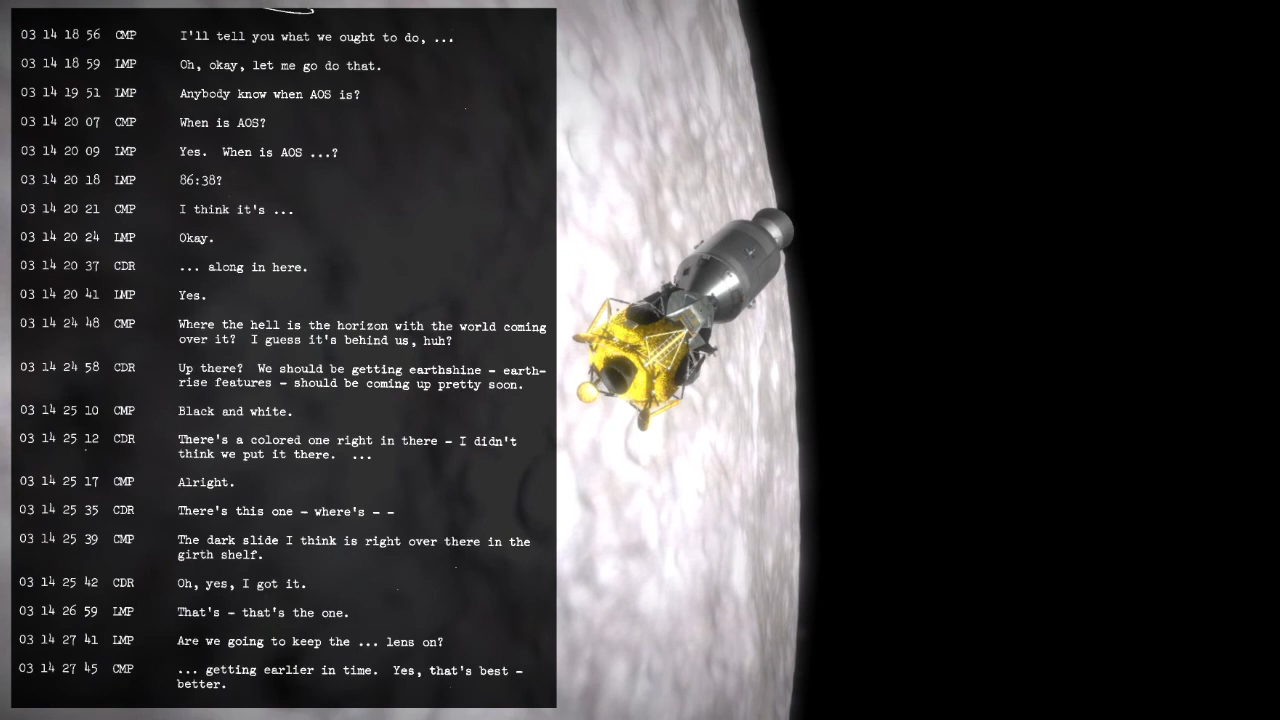 03 14 18 56 CMP I'll tell you what we ought to do, ...
03 14 18 59 LMP Oh, okay, let me go do that.
03 14 19 51 LMP Anybody know when AOS is?
03 14 20 07 CMP When is AOS?
03 14 20 09 LMP Yes. When is AOS ...?
03 14 20 18 LMP 86:38?
03 14 20 21 CMP I think it's ...
03 14 20 24 LMP Okay.
03 14 20 37 CDR ... along in here.
03 14 20 41 LMP Yes.
03 14 24 48 CMP Where the hell is the horizon with the world coming
over it? I guess it's behind us, huh?
03 14 24 58 CDR Up there? We should be getting earthshine - earth-
rise features - should be coming up pretty soon.
03 14 25 10 CMP Black and white.
03 14 25 12 CDR There's a colored one right in there - I didn't
think we put it there. ...
03 14 25 17 CMP Alright.
03 14 25 35 CDR There's this one - where's - -
03 14 25 39 CMP The dark slide I think is right over there in the
girth shelf.
03 14 25 42 CDR Oh, yes, I got it.
03 14 26 59 LMP That's - that's the one.
03 14 27 41 LMP Are we going to keep the ... lens on?
03 14 27 45 CMP ... getting earlier in time. Yes, that's best -
better.